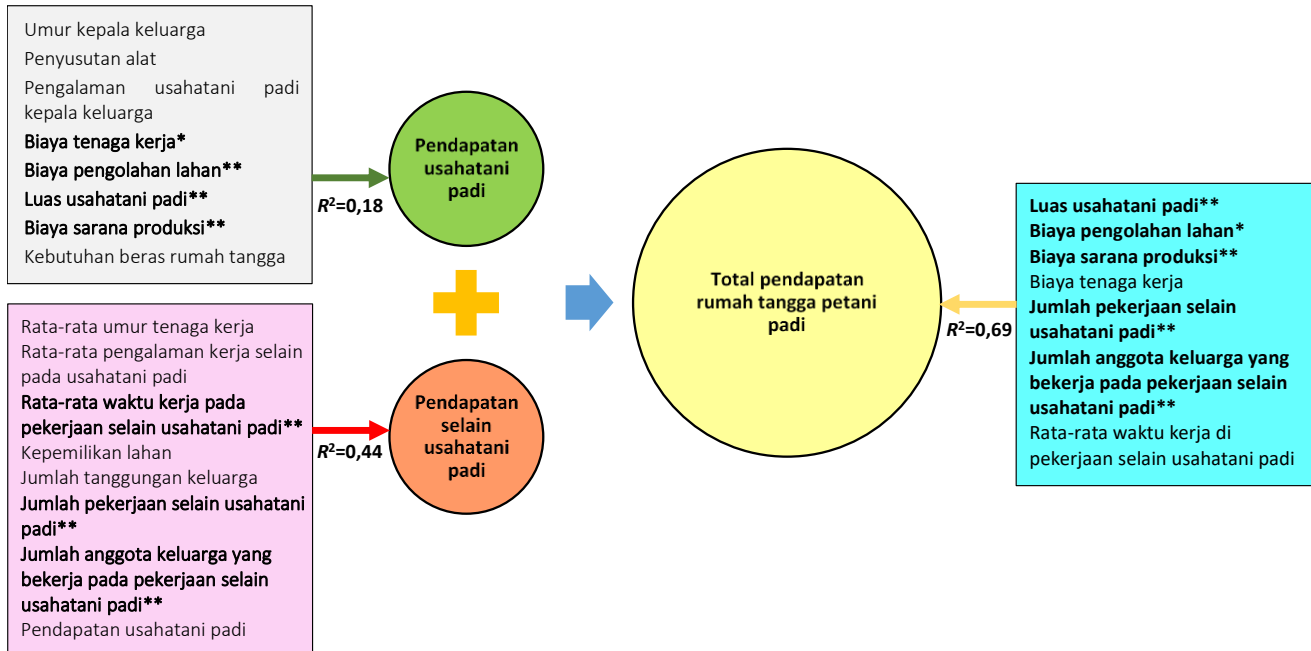 Umur kepala keluarga
Penyusutan alat
Pengalaman usahatani padi
kepala keluarga
Biaya tenaga kerja*
Biaya pengolahan lahan**
Luas usahatani padi**
Biaya sarana produksi**
Kebutuhan beras rumah tangga
R²=0,18
Pendapatan
usahatani
padi
Rata-rata umur tenaga kerja
Rata-rata pengalaman kerja selain
pada usahatani padi
Rata-rata waktu kerja pada
pekerjaan selain usahatani padi**
Kepemilikan lahan
Jumlah tanggungan keluarga
Jumlah pekerjaan selain usahatani
padi**
Jumlah anggota keluarga yang
bekerja pada pekerjaan selain
usahatani padi**
Pendapatan usahatani padi
R²=0,44
Pendapatan
selain
usahatani
padi
Total pendapatan
rumah tangga petani
padi
R²=0,69
Luas usahatani padi**
Biaya pengolahan lahan*
Biaya sarana produksi**
Biaya tenaga kerja
Jumlah pekerjaan selain
usahatani padi**
Jumlah anggota keluarga yang
bekerja pada pekerjaan selain
usahatani padi**
Rata-rata waktu kerja di
pekerjaan selain usahatani padi